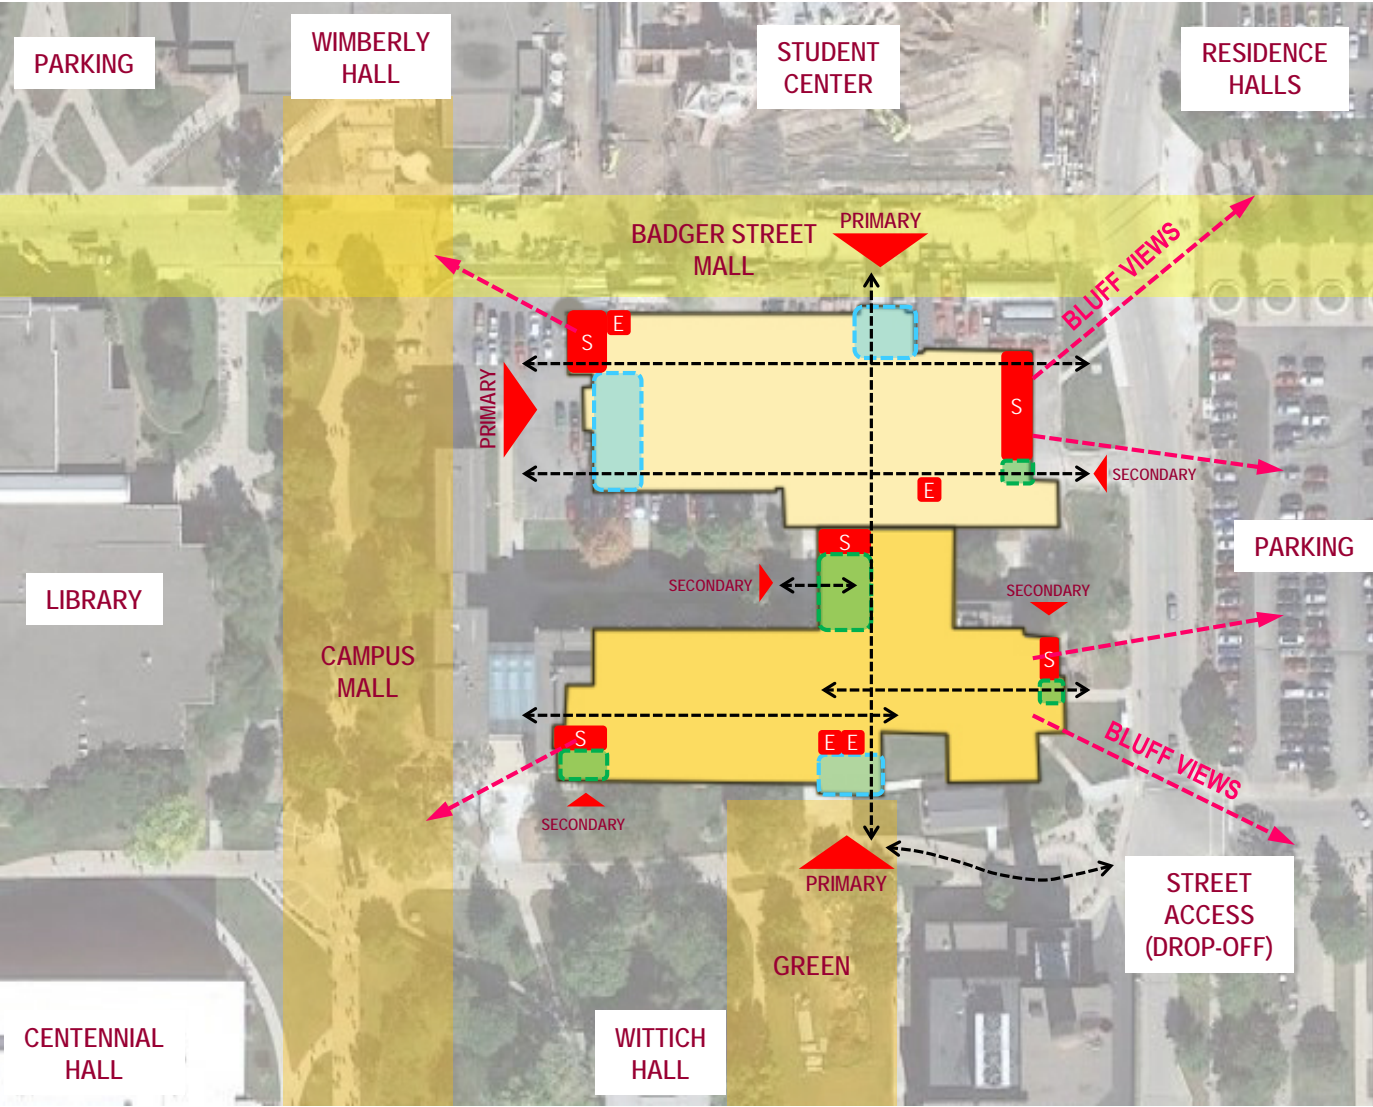 PARKING
WIMBERLY
HALL
STUDENT
CENTER
RESIDENCE
HALLS
PRIMARY
BADGER STREET
MALL
BLUFF VIEWS
E
S
PRIMARY
S
SECONDARY
E
S
PARKING
SECONDARY
SECONDARY
LIBRARY
CAMPUS
MALL
S
S
E E
BLUFF VIEWS
SECONDARY
PRIMARY
STREET
ACCESS
(DROP-OFF)
GREEN
CENTENNIAL
HALL
WITTICH
HALL